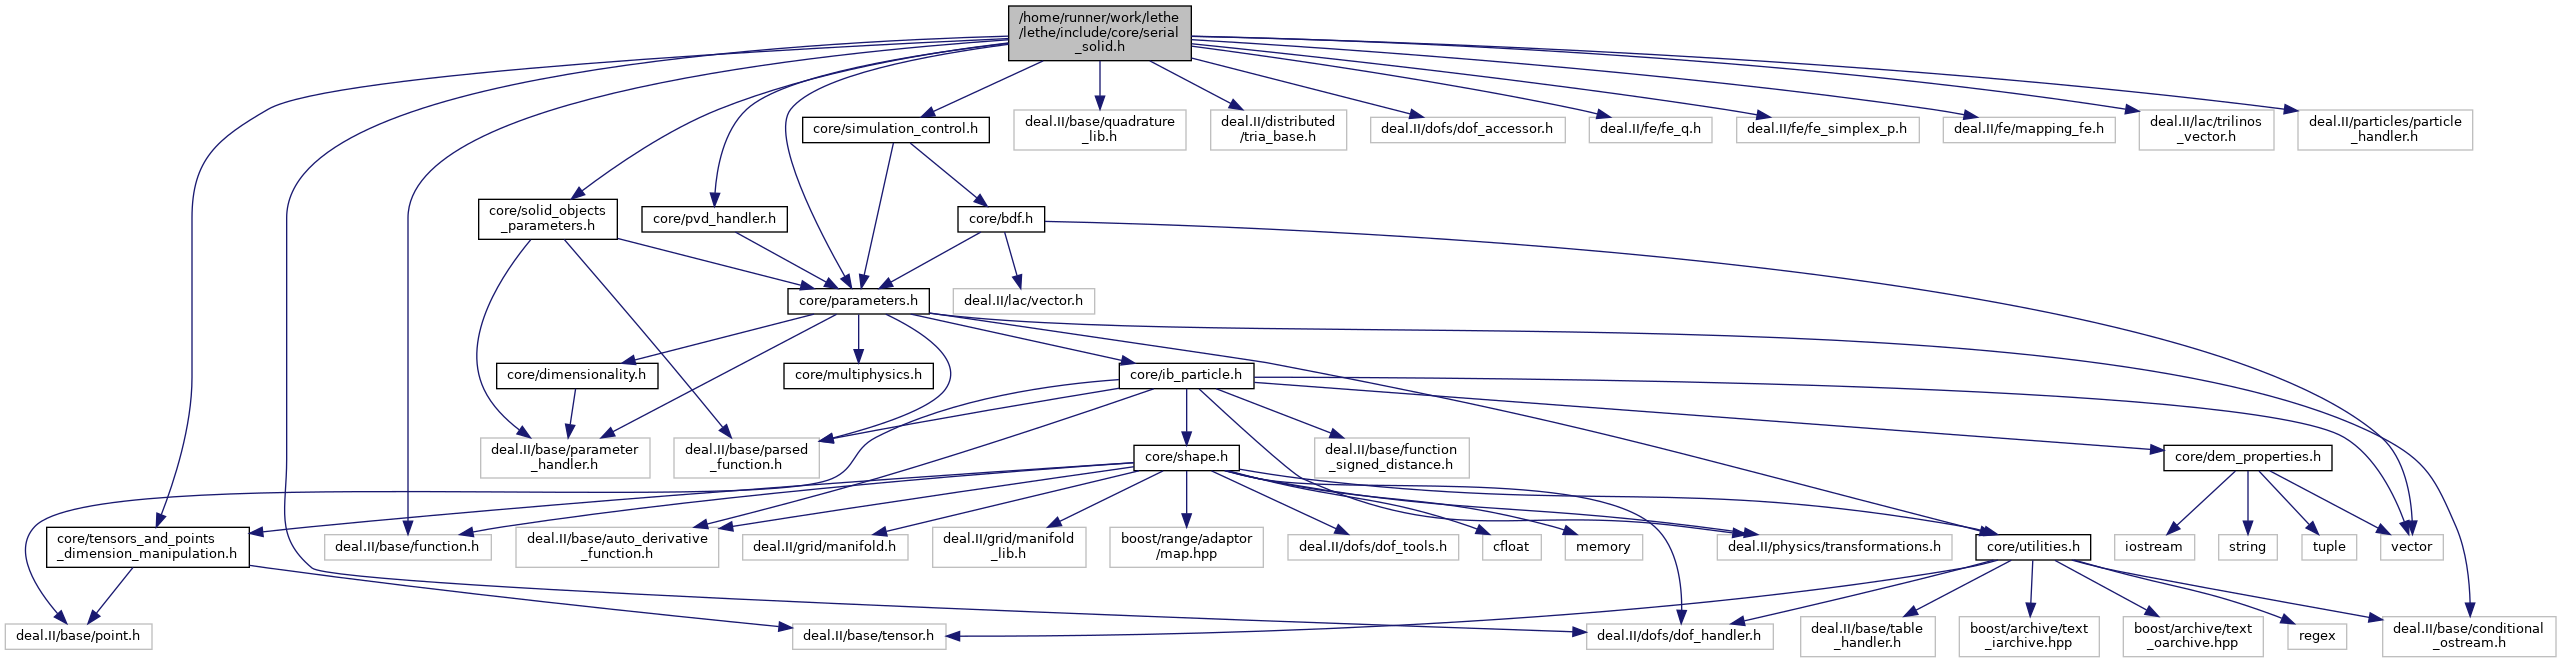 /home/runner/work/lethe
/lethe/include/core/serial
_solid.h
core/simulation_control.h
deal.II/base/quadrature
_lib.h
deal.II/distributed
/tria_base.h
deal.II/dofs/dof_accessor.h
deal.II/fe/fe_q.h
deal.II/fe/fe_simplex_p.h
deal.II/fe/mapping_fe.h
deal.II/lac/trilinos
_vector.h
deal.II/particles/particle
_handler.h
core/solid_objects
_parameters.h
core/pvd_handler.h
core/bdf.h
core/parameters.h
deal.II/lac/vector.h
core/dimensionality.h
core/multiphysics.h
core/ib_particle.h
deal.II/base/parameter
_handler.h
deal.II/base/parsed
_function.h
core/shape.h
deal.II/base/function
_signed_distance.h
core/dem_properties.h
core/tensors_and_points
_dimension_manipulation.h
deal.II/base/function.h
deal.II/base/auto_derivative
_function.h
deal.II/grid/manifold.h
deal.II/grid/manifold
_lib.h
boost/range/adaptor
/map.hpp
deal.II/dofs/dof_tools.h
cfloat
memory
deal.II/physics/transformations.h
core/utilities.h
iostream
string
tuple
vector
deal.II/base/point.h
deal.II/base/tensor.h
deal.II/dofs/dof_handler.h
deal.II/base/table
_handler.h
boost/archive/text
_iarchive.hpp
boost/archive/text
_oarchive.hpp
regex
deal.II/base/conditional
_ostream.h